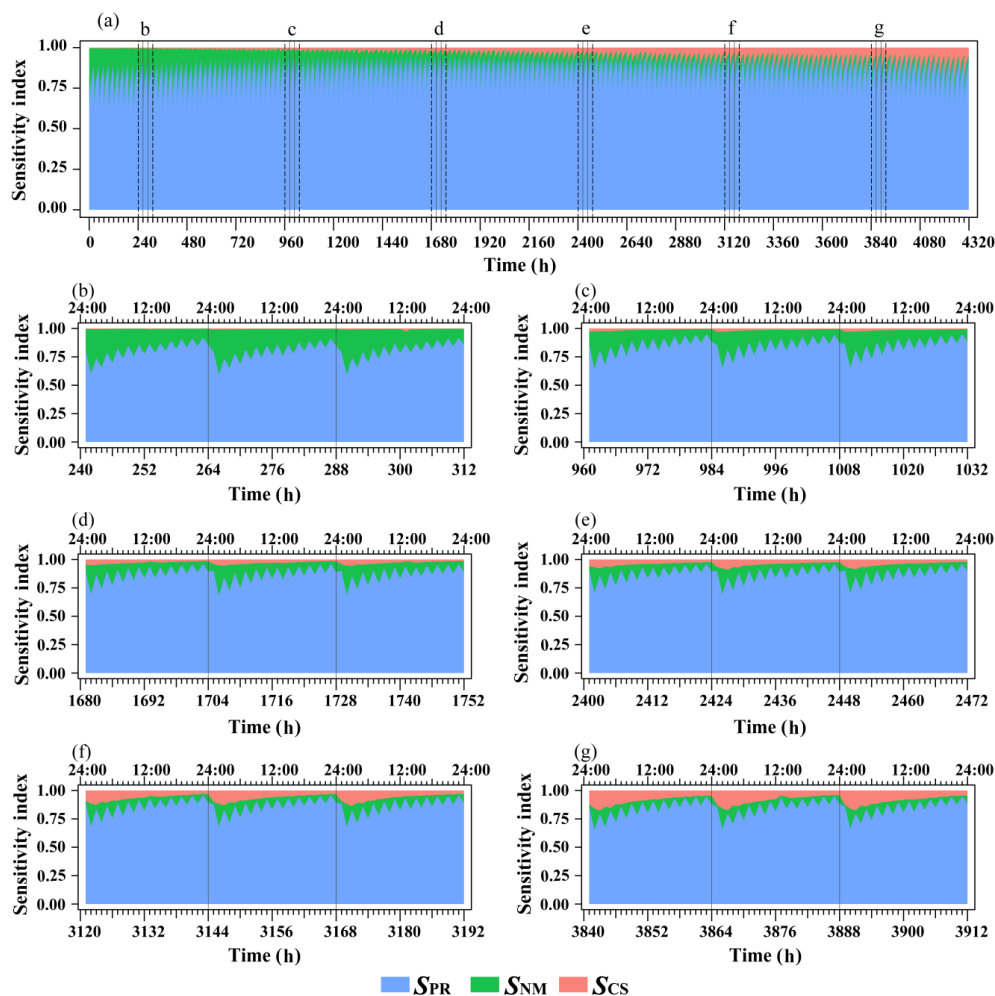 (a)
b c d e f g
Sensitivity index
1.00
0.75
0.50
0.25
0.00
0 240 480 720 960 1200 1440 1680 1920 2160 2400 2640 2880 3120 3360 3600 3840 4080 4320
Time (h)
(b)
24:00 12:00 24:00 12:00 24:00 12:00 24:00
Sensitivity index
1.00
0.75
0.50
0.25
0.00
240 252 264 276 288 300 312
Time (h)
(c)
24:00 12:00 24:00 12:00 24:00 12:00 24:00
Sensitivity index
1.00
0.75
0.50
0.25
0.00
960 972 984 996 1008 1020 1032
Time (h)
(d)
24:00 12:00 24:00 12:00 24:00 12:00 24:00
Sensitivity index
1.00
0.75
0.50
0.25
0.00
1680 1692 1704 1716 1728 1740 1752
Time (h)
(e)
24:00 12:00 24:00 12:00 24:00 12:00 24:00
Sensitivity index
1.00
0.75
0.50
0.25
0.00
2400 2412 2424 2436 2448 2460 2472
Time (h)
(f)
24:00 12:00 24:00 12:00 24:00 12:00 24:00
Sensitivity index
1.00
0.75
0.50
0.25
0.00
3120 3132 3144 3156 3168 3180 3192
Time (h)
(g)
24:00 12:00 24:00 12:00 24:00 12:00 24:00
Sensitivity index
1.00
0.75
0.50
0.25
0.00
3840 3852 3864 3876 3888 3900 3912
Time (h)
SPR SNM SCS